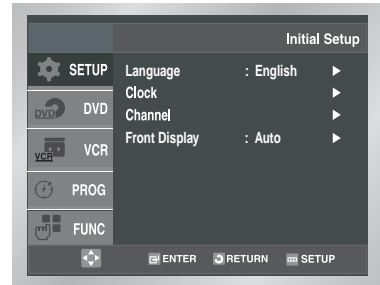 Initial Setup
SETUP
Language : English ►
Clock ►
DVD DVD
Channel ►
Front Display : Auto ►
VCR VCR
PROG
FUNC
ENTER RETURN SETUP